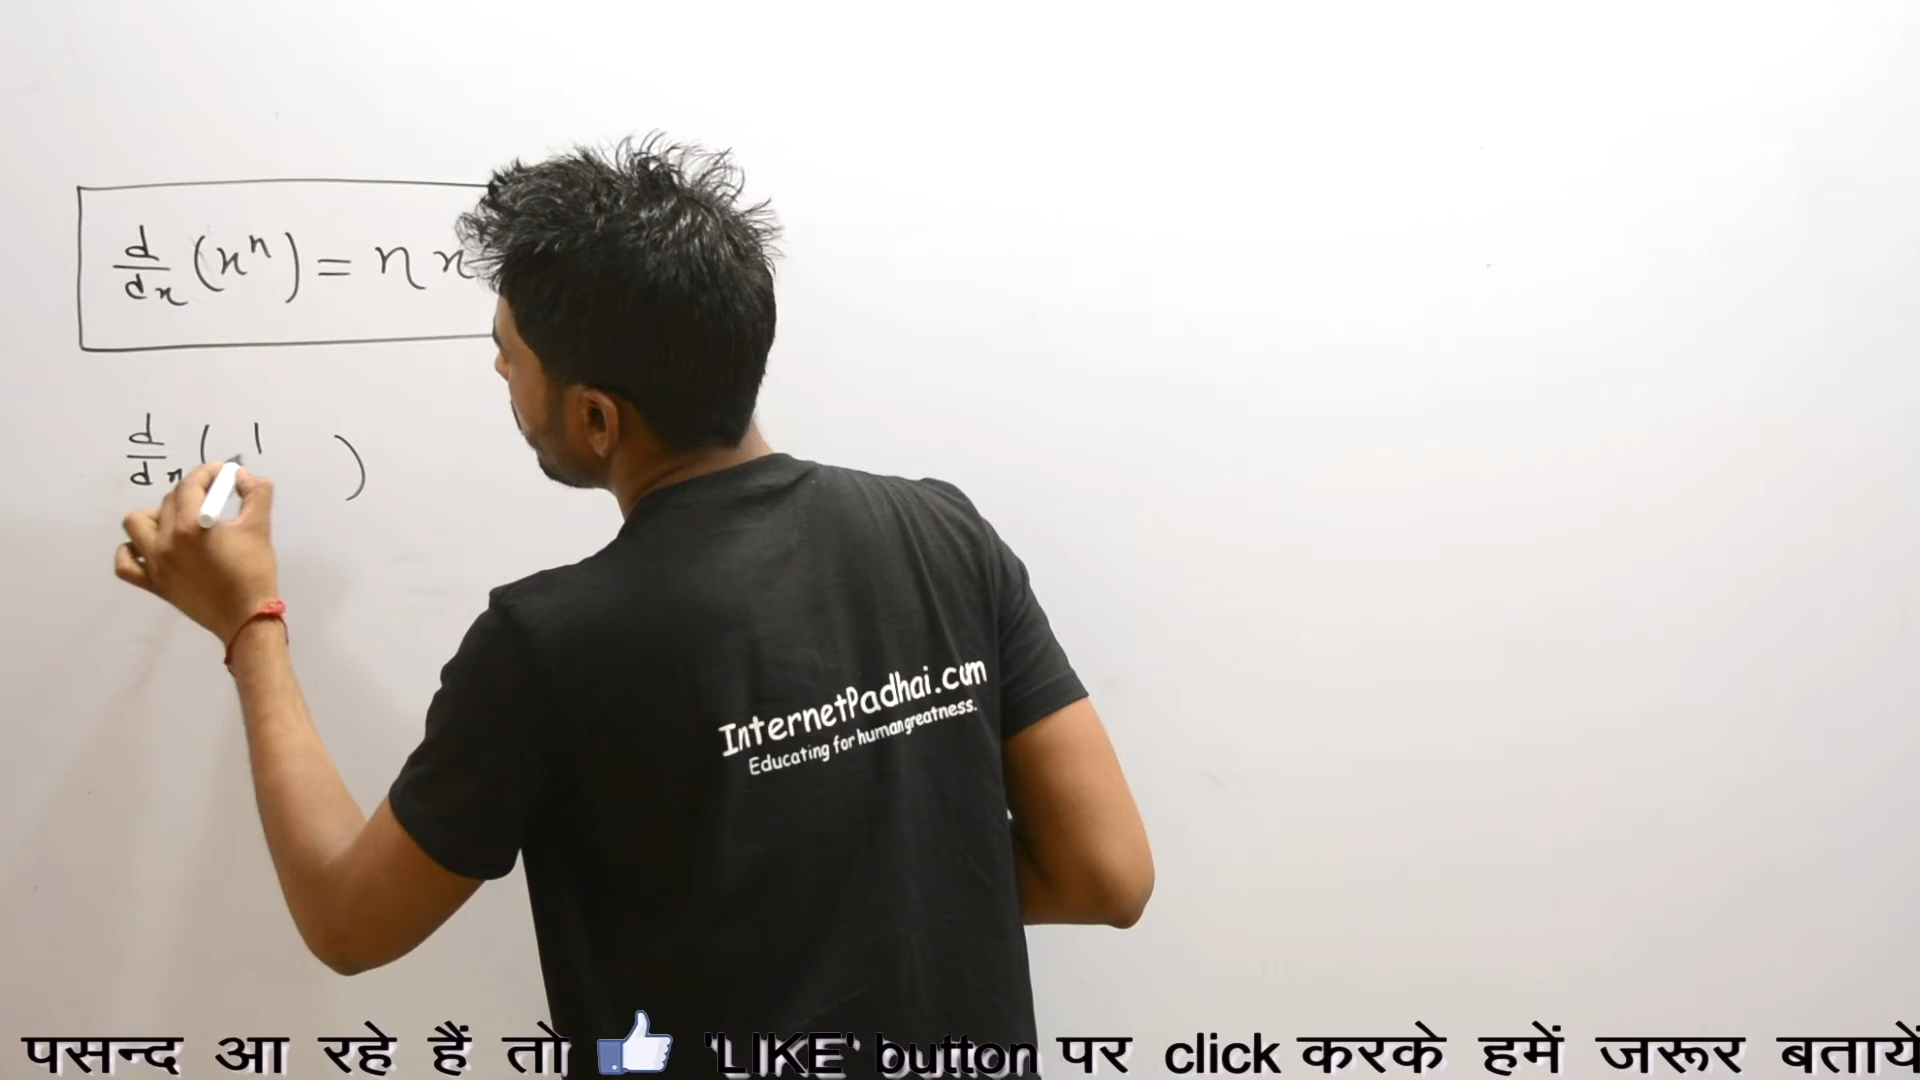 d/dx (xⁿ) = n x
d/dx ( 1 )
InternetPadhai.com
Educating for human greatness.
पसन्द आ रहे हैं तो 'LIKE' button पर click करके हमें जरूर बतायें